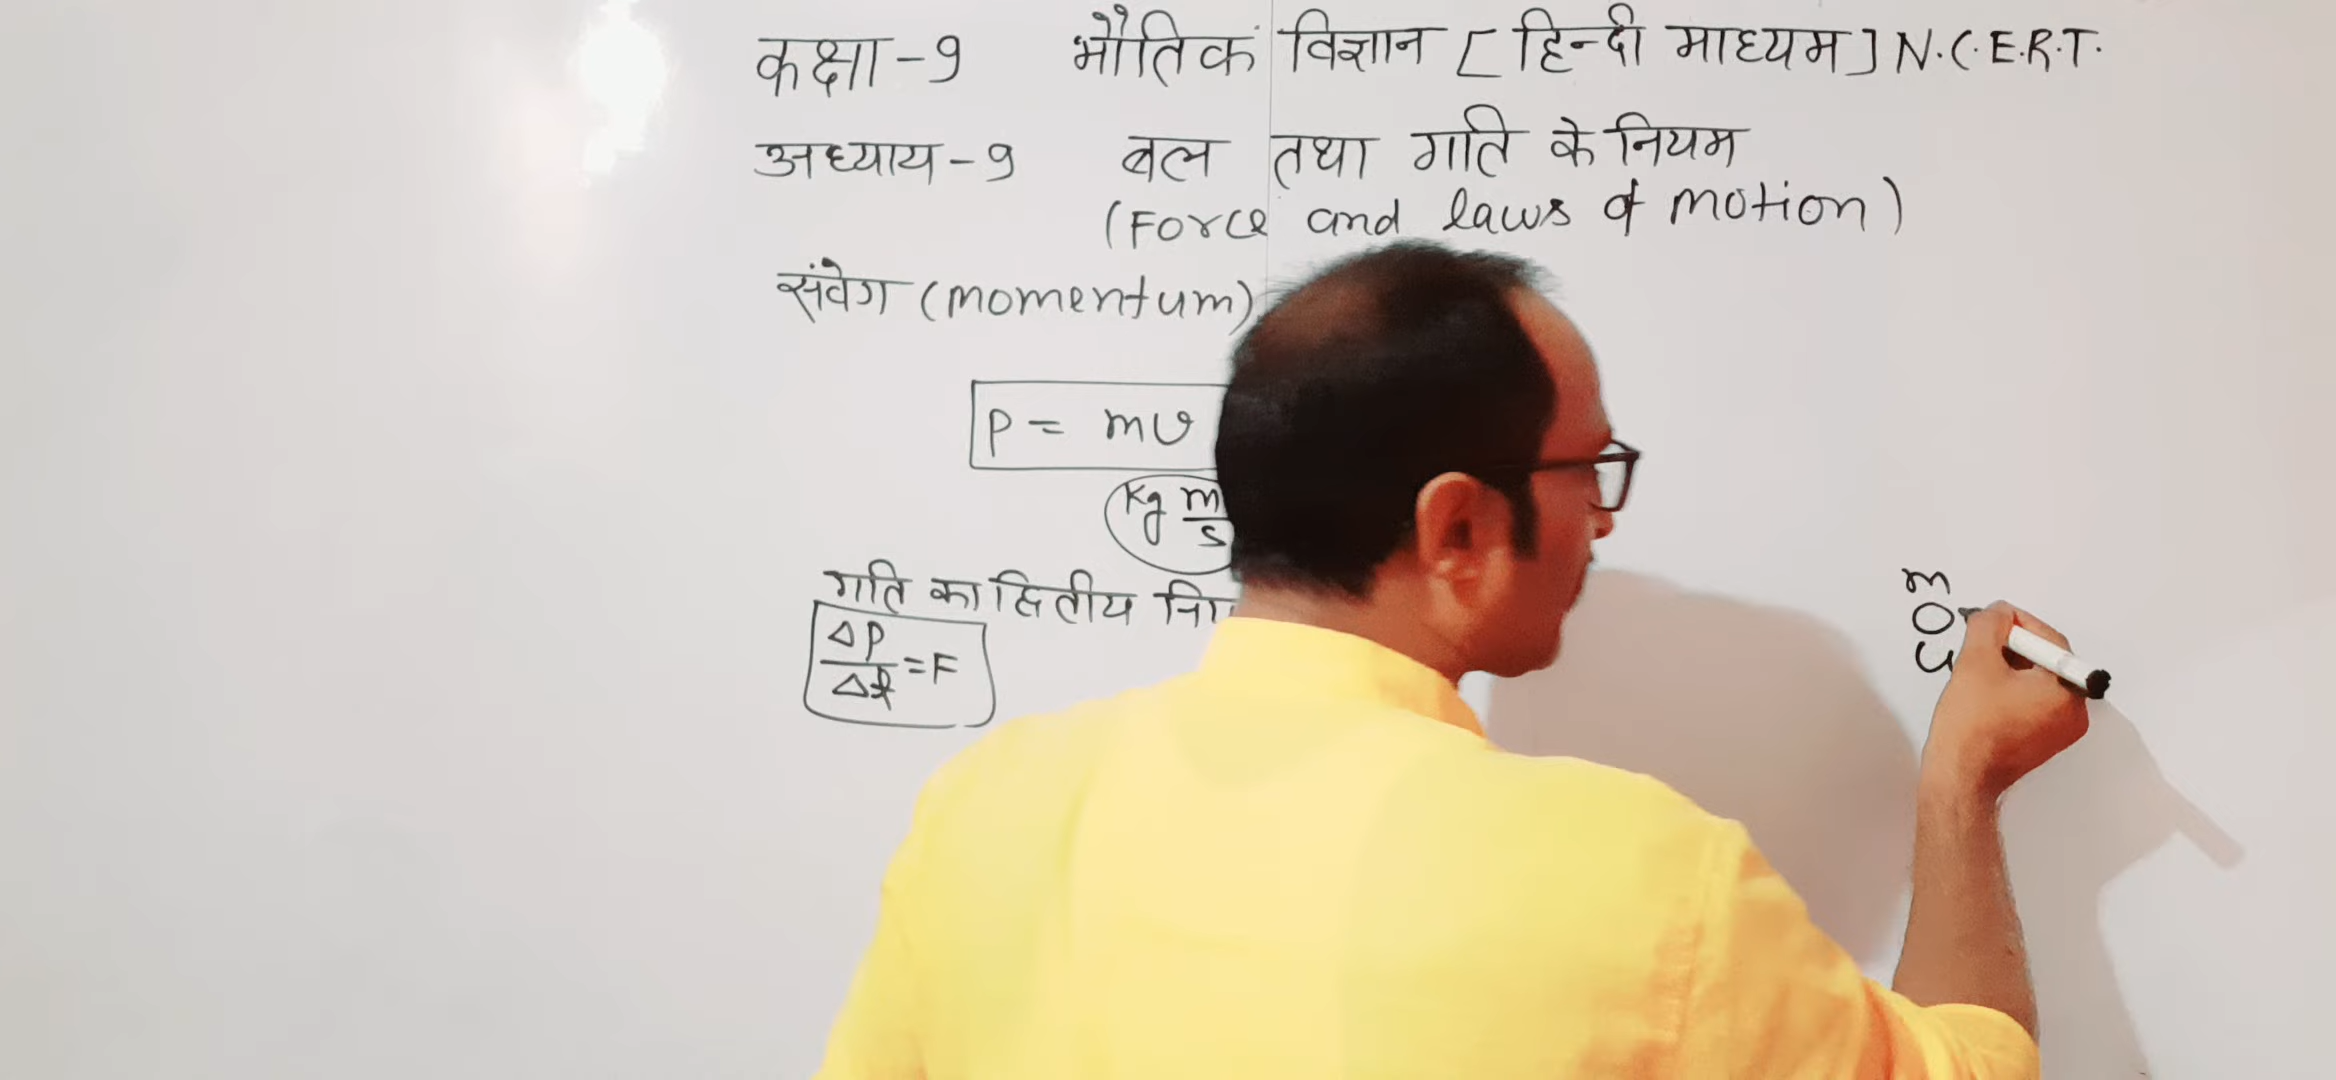 कक्षा-9 भौतिक विज्ञान [हिन्दी माध्यम] N.C.E.R.T.
अध्याय-9 बल तथा गति के नियम
(Force and laws of motion)
संवेग (momentum)
P = mv
kg m/s
गति का द्वितीय
ΔP/Δt = F
m
u